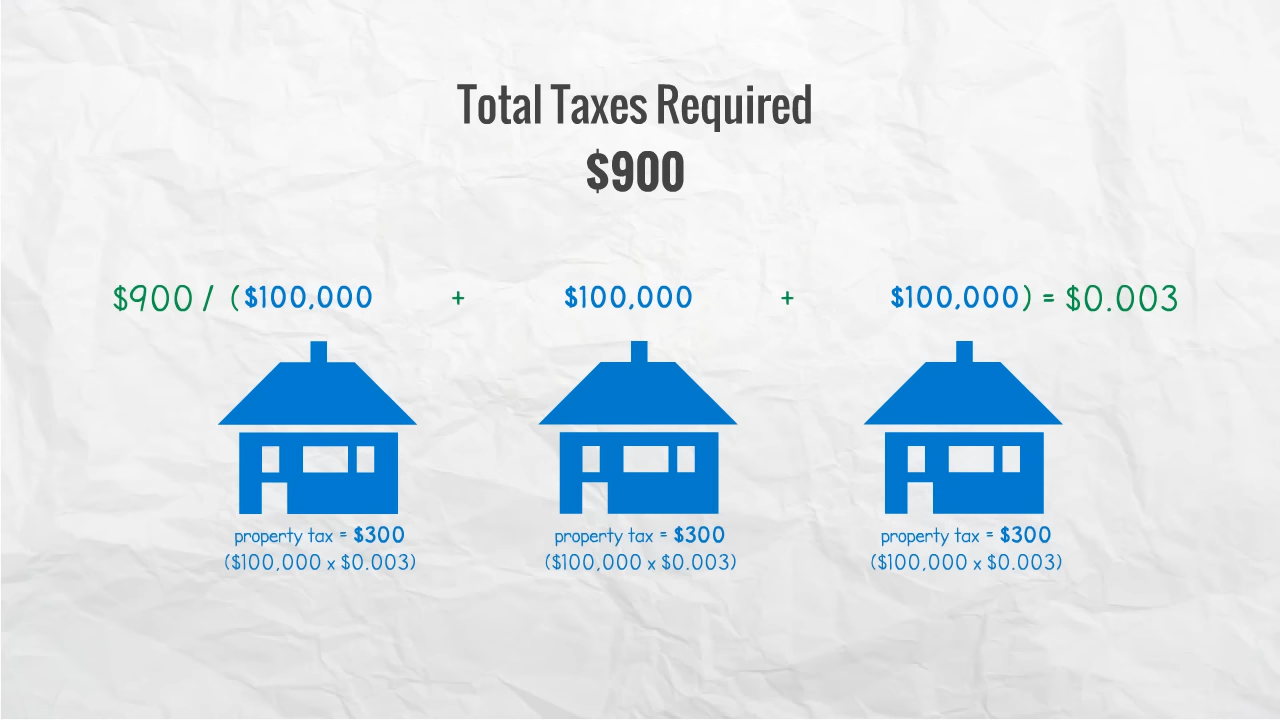 Total Taxes Required
$900
$900 / ($100,000 + $100,000 + $100,000) = $0.003
property tax = $300
($100,000 x $0.003)
property tax = $300
($100,000 x $0.003)
property tax = $300
($100,000 x $0.003)